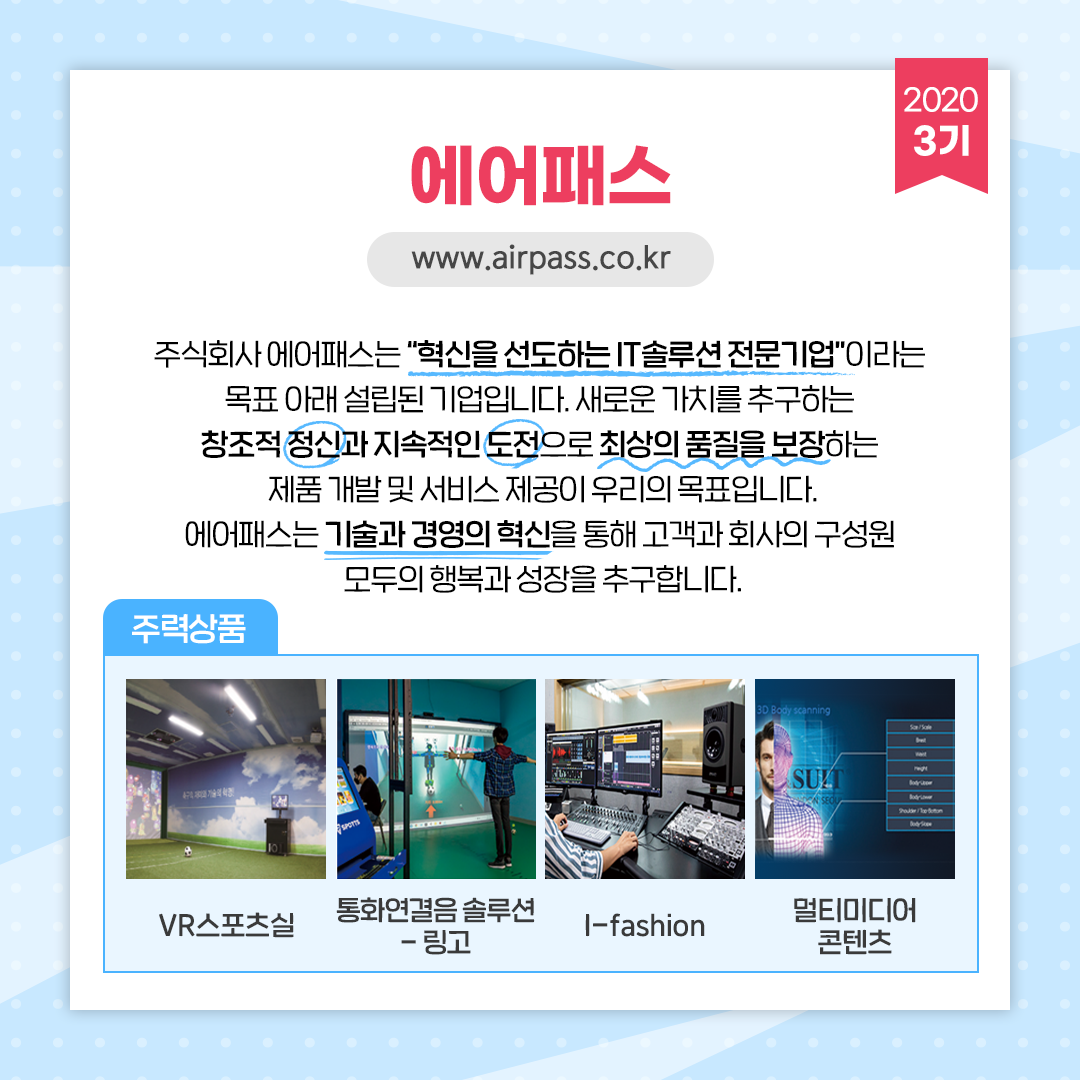 2020
3기
에어패스
www.airpass.co.kr
주식회사 에어패스는 “혁신을 선도하는 IT솔루션 전문기업”이라는
목표 아래 설립된 기업입니다. 새로운 가치를 추구하는
창조적 정신과 지속적인 도전으로 최상의 품질을 보장하는
제품 개발 및 서비스 제공이 우리의 목표입니다.
에어패스는 기술과 경영의 혁신을 통해 고객과 회사의 구성원
모두의 행복과 성장을 추구합니다.
주력상품
SPOTTS
3D Body scanning
SUIT
Size / Scale
Brest
Waist
Height
Body-Upper
Body-Lower
Shoulder / Top-Bottom
Body-Scale
VR스포츠실
통화연결음 솔루션
- 링고
I-fashion
멀티미디어
콘텐츠